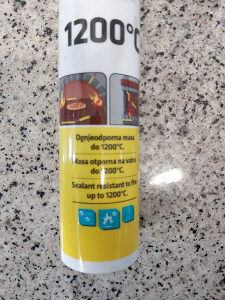 1200°C
Ognjeodporna masa
do 1200°C.
Masa otporna na vatru
do 1200°C.
Sealant resistant to fire
up to 1200°C.